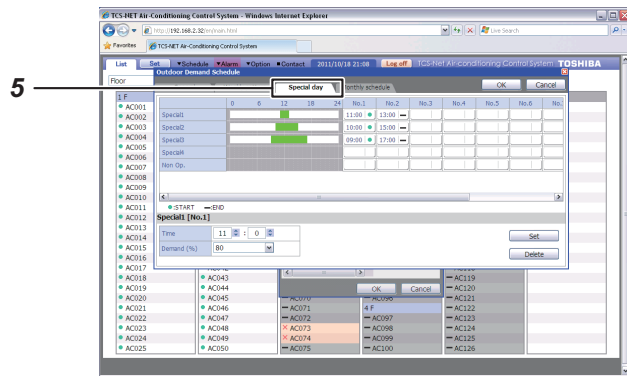 TCS-NET Air-Conditioning Control System - Windows Internet Explorer
http://192.168.2.32/en/main.html
Live Search
Favorites TCS-NET Air-Conditioning Control System
List Set ▼Schedule ▼Alarm ▼Option ■Contact 2011/10/18 21:08 Log off TCS-Net Air-conditioning Control System TOSHIBA
Outdoor Demand Schedule
5
Floor Special day Monthly schedule OK Cancel
1 F
0 6 12 18 24 No.1 No.2 No.3 No.4 No.5 No.6 No.
Special1 11:00 ● 13:00 —
Special2 10:00 ● 15:00 —
Special3 09:00 ● 17:00 —
Special4
Non Op.
●:START —:END
Special1 [No.1]
Time 11 : 0
Set
Demand (%) 80
Delete
OK Cancel
AC001
AC002
AC003
AC004
AC005
AC006
AC007
AC008
AC009
AC010
AC011
AC012
AC013
AC014
AC015
AC016
AC017
AC018 AC043 AC119
AC019 AC044 AC120
AC020 AC045 AC070 AC096 AC121
AC021 AC046 AC071 4 F AC122
AC022 AC047 AC072 AC097 AC123
AC023 AC048 AC073 AC098 AC124
AC024 AC049 AC074 AC099 AC125
AC025 AC050 AC075 AC100 AC126